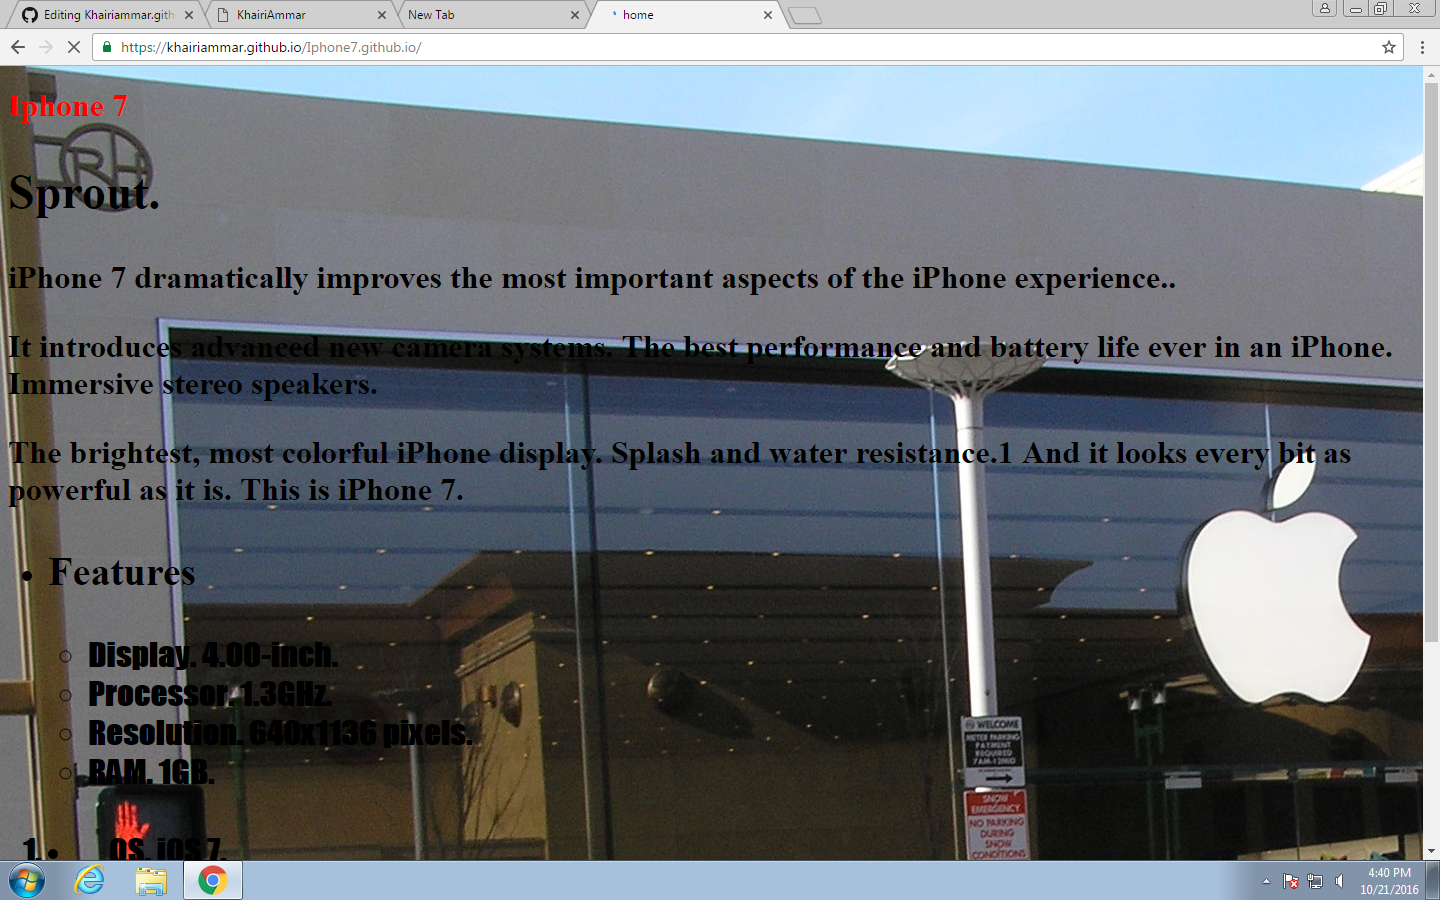 Editing Khairiammar.gith
KhairiAmmar
New Tab
home
https://khairiammar.github.io/Iphone7.github.io/
Iphone 7
RH
Sprout.
iPhone 7 dramatically improves the most important aspects of the iPhone experience..
It introduces advanced new camera systems. The best performance and battery life ever in an iPhone.
Immersive stereo speakers.
The brightest, most colorful iPhone display. Splash and water resistance.1 And it looks every bit as
powerful as it is. This is iPhone 7.
• Features
Display. 4.00-inch.
Processor. 1.3GHz.
Resolution. 640x1136 pixels.
RAM. 1GB.
1. • OS. iOS 7.
WELCOME
METER PARKING
PAYMENT
REQUIRED
7AM-12MID
SNOW
EMERGENCY
NO PARKING
DURING
SNOW
CONDITIONS
4:40 PM
10/21/2016